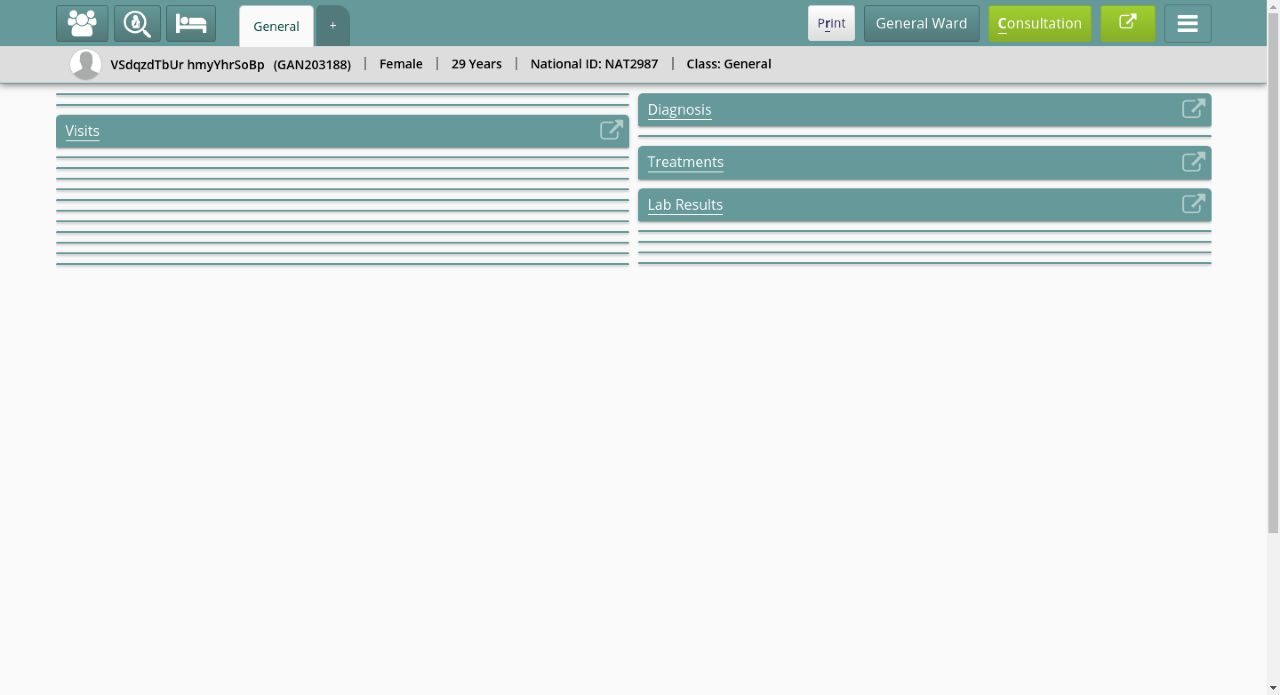 General
+
Print
General Ward
Consultation
VSdqzdTbUr hmyYhrSoBp (GAN203188) | Female | 29 Years | National ID: NAT2987 | Class: General
Visits
Diagnosis
Treatments
Lab Results